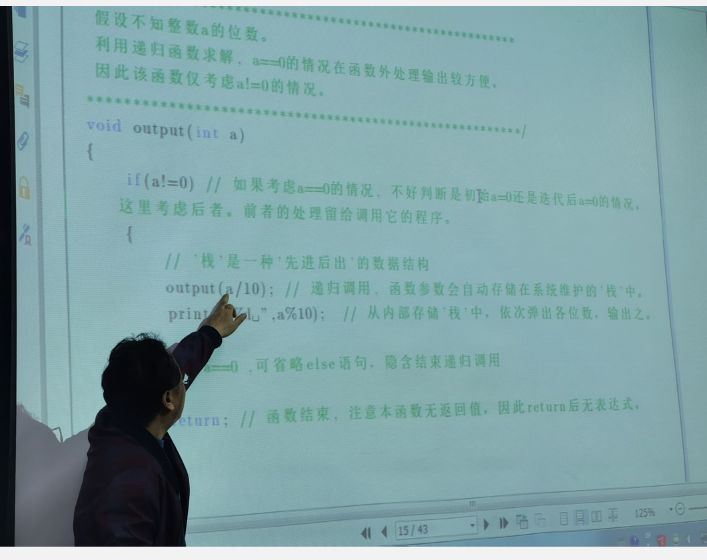 假设不知整数a的位数。
利用递归函数求解，a==0的情况在函数外处理输出较方便。
因此该函数仅考虑a!=0的情况。
*******************************************************/
void output(int a)
{
if(a!=0) // 如果考虑a==0的情况，不好判断是初始a=0还是迭代后a=0的情况。
这里考虑后者。前者的处理留给调用它的程序。
{
// '栈'是一种'先进后出'的数据结构
output(a/10); // 递归调用，函数参数会自动存储在系统维护的'栈'中。
print ",a%10); // 从内部存储'栈'中，依次弹出各位数，输出之。
a==0 ,可省略else语句，隐含结束递归调用
return; // 函数结束，注意本函数无返回值，因此return后无表达式。
15 / 43
125%